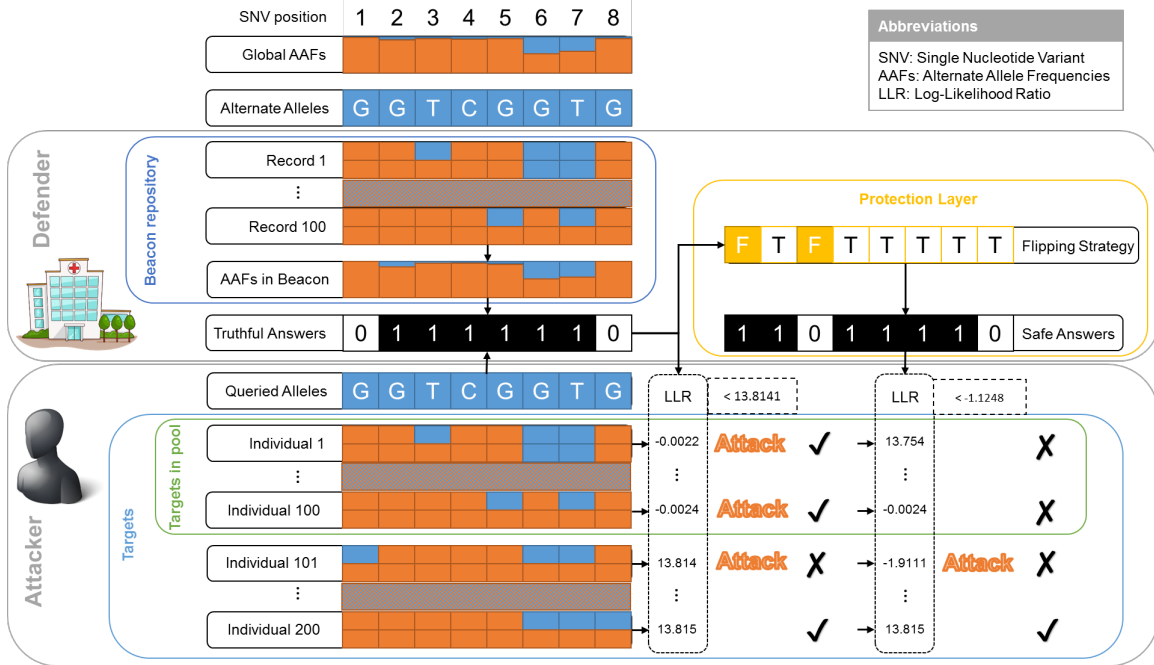 SNV position 1 2 3 4 5 6 7 8
Abbreviations
SNV: Single Nucleotide Variant
AAFs: Alternate Allele Frequencies
LLR: Log-Likelihood Ratio
Global AAFs
Alternate Alleles G G T C G G T G
Defender
Beacon repository
Record 1
⋮
Record 100
AAFs in Beacon
Truthful Answers 0 1 1 1 1 1 1 0
Protection Layer
F T F T T T T T Flipping Strategy
1 1 0 1 1 1 1 0 Safe Answers
Attacker
Queried Alleles G G T C G G T G
LLR < 13.8141 LLR < -1.1248
Targets
Targets in pool
Individual 1 -0.0022 Attack ✓ 13.754 ✗
⋮ ⋮ ⋮
Individual 100 -0.0024 Attack ✓ -0.0024 ✗
Individual 101 13.814 Attack ✗ -1.9111 Attack ✗
⋮ ⋮ ⋮
Individual 200 13.815 ✓ 13.815 ✓